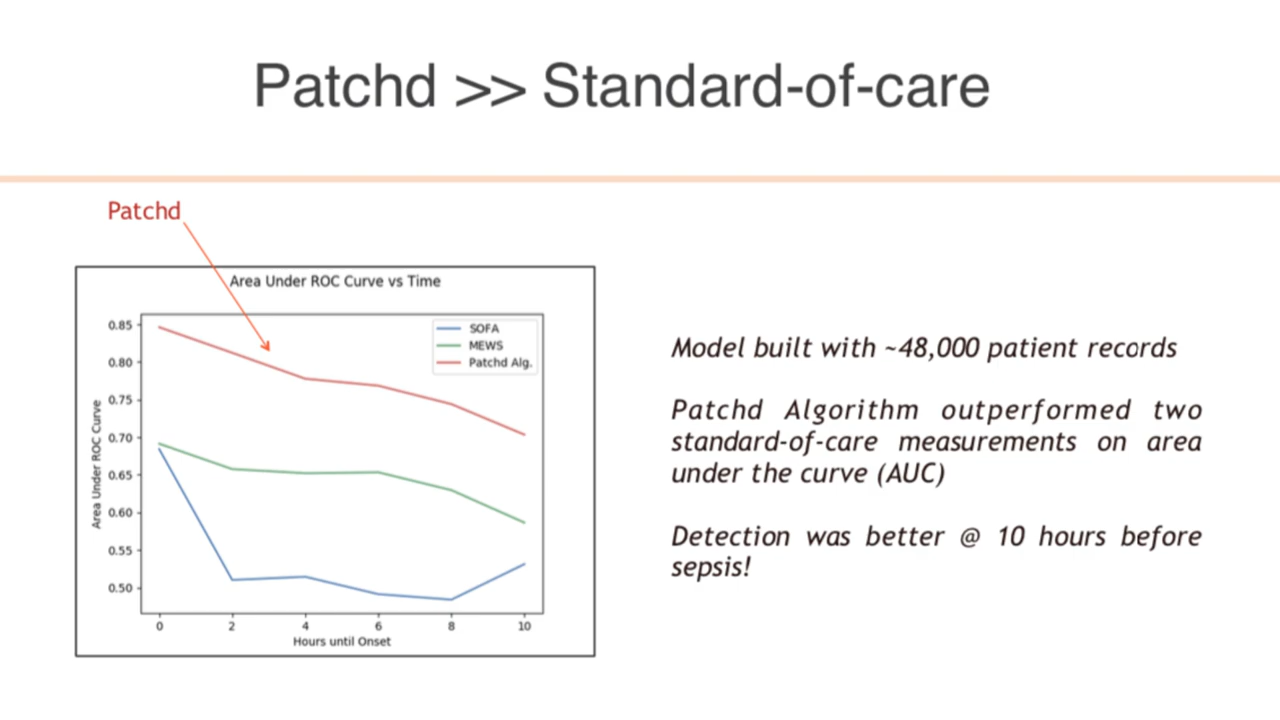 Patchd >> Standard-of-care
Patchd
Area Under ROC Curve vs Time
SOFA
MEWS
Patchd Alg.
0.85
0.80
0.75
0.70
0.65
0.60
0.55
0.50
Area Under ROC Curve
0 2 4 6 8 10
Hours until Onset
Model built with ~48,000 patient records
Patchd Algorithm outperformed two
standard-of-care measurements on area
under the curve (AUC)
Detection was better @ 10 hours before
sepsis!